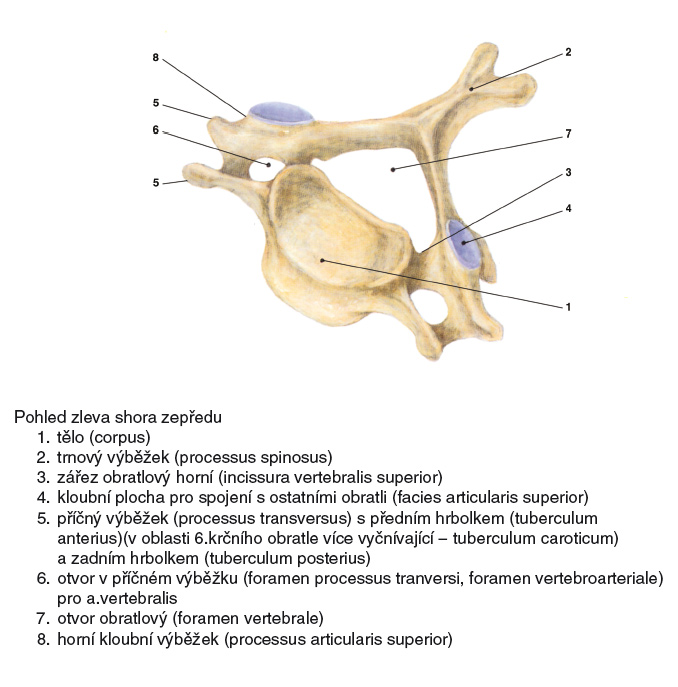 8
2
5
6
7
3
5
4
1
Pohled zleva shora zepředu
1. tělo (corpus)
2. trnový výběžek (processus spinosus)
3. zářez obratlový horní (incissura vertebralis superior)
4. kloubní plocha pro spojení s ostatními obratli (facies articularis superior)
5. příčný výběžek (processus transversus) s předním hrbolkem (tuberculum
anterius)(v oblasti 6.krčního obratle více vyčnívající – tuberculum caroticum)
a zadním hrbolkem (tuberculum posterius)
6. otvor v příčném výběžku (foramen processus tranversi, foramen vertebroarteriale)
pro a.vertebralis
7. otvor obratlový (foramen vertebrale)
8. horní kloubní výběžek (processus articularis superior)